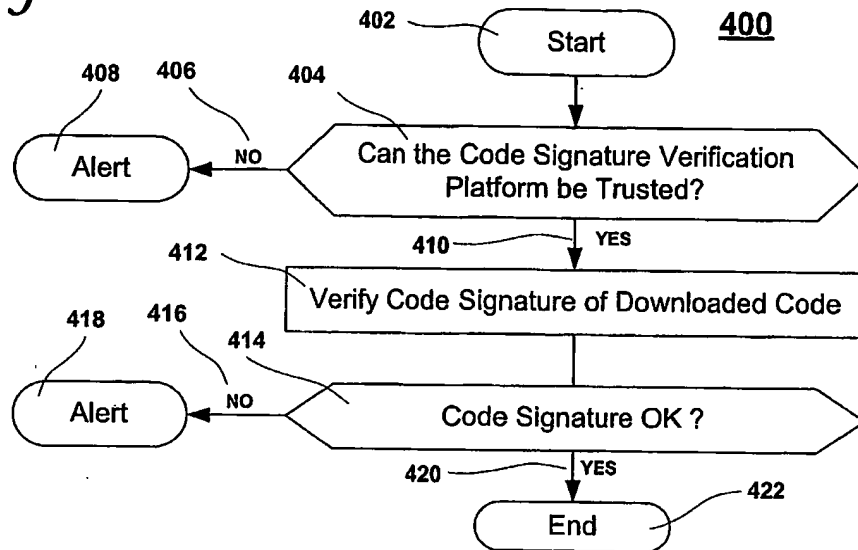 402
Start
400
408
406
404
Alert
NO
Can the Code Signature Verification
Platform be Trusted?
410
YES
412
Verify Code Signature of Downloaded Code
418
416
414
Alert
NO
Code Signature OK ?
420
YES
422
End